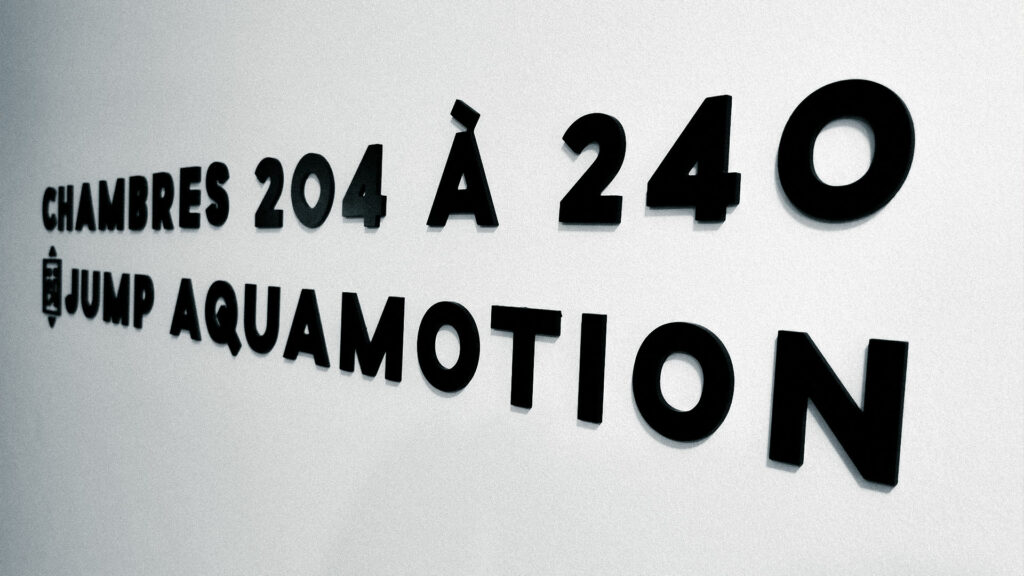 CHAMBRES 204 À 240
JUMP AQUAMOTION